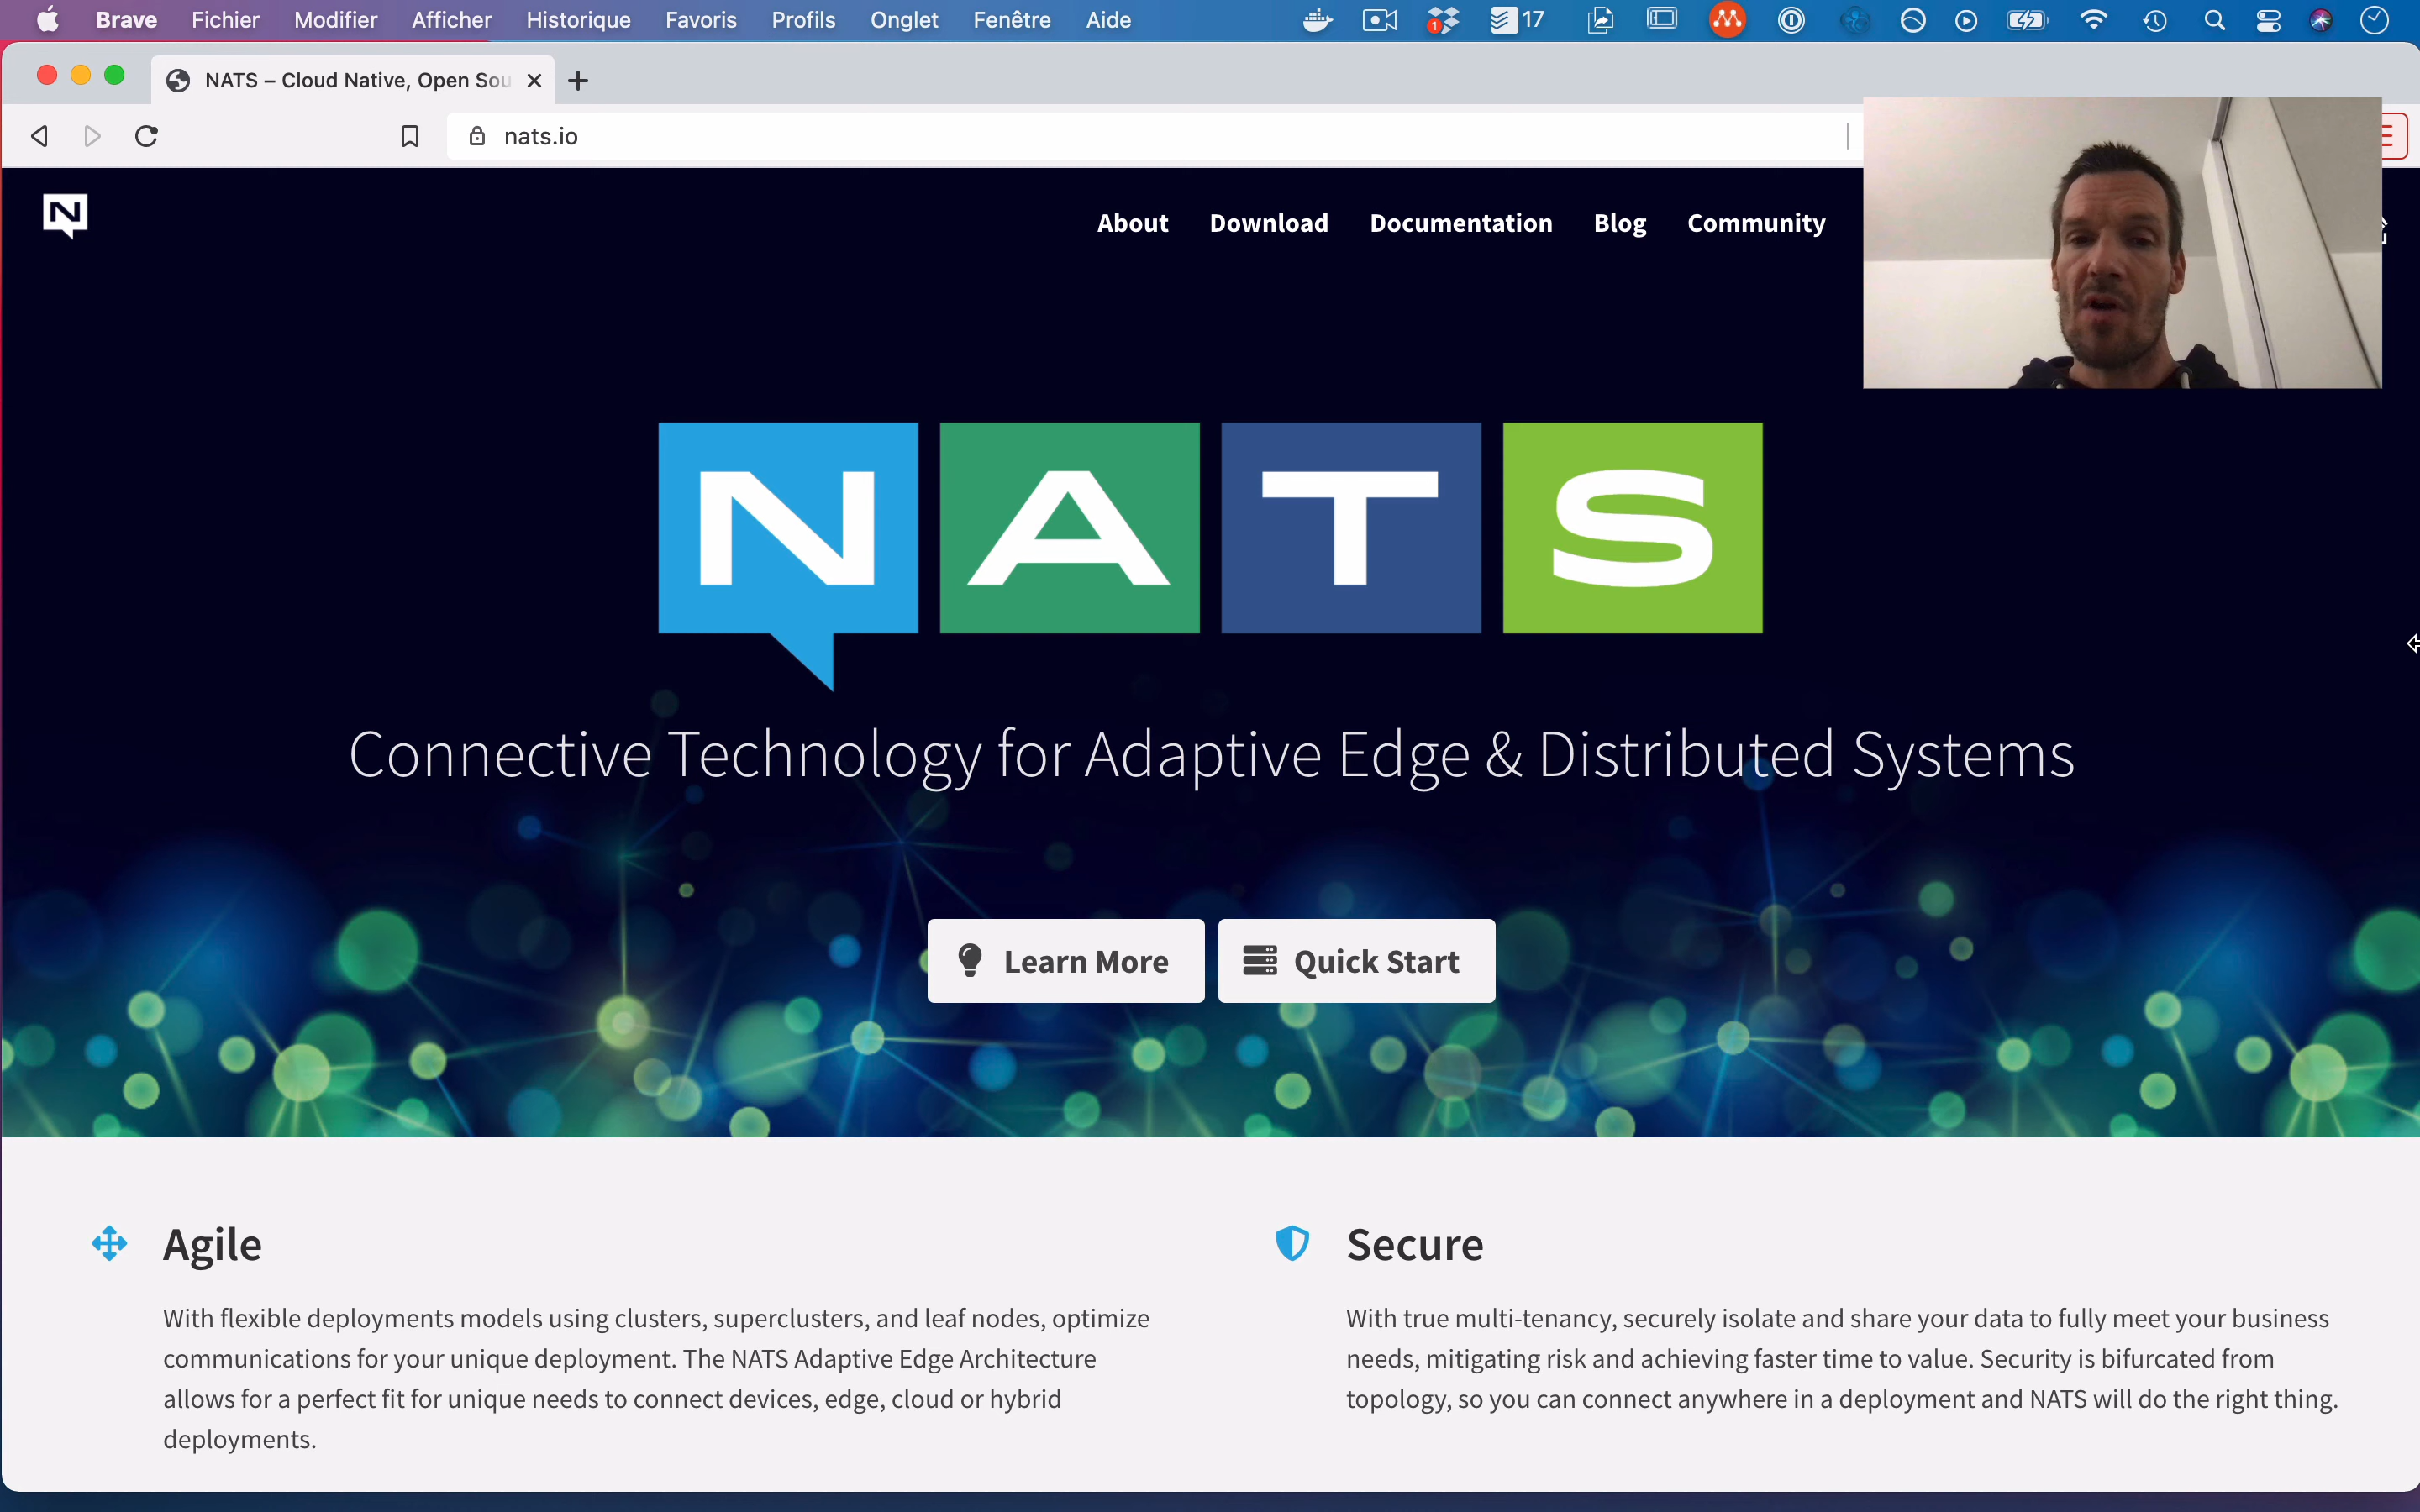 Brave Fichier Modifier Afficher Historique Favoris Profils Onglet Fenêtre Aide 1 17
NATS – Cloud Native, Open Sou
nats.io
N About Download Documentation Blog Community
NATS
Connective Technology for Adaptive Edge & Distributed Systems
Learn More Quick Start
Agile
With flexible deployments models using clusters, superclusters, and leaf nodes, optimize
communications for your unique deployment. The NATS Adaptive Edge Architecture
allows for a perfect fit for unique needs to connect devices, edge, cloud or hybrid
deployments.
Secure
With true multi-tenancy, securely isolate and share your data to fully meet your business
needs, mitigating risk and achieving faster time to value. Security is bifurcated from
topology, so you can connect anywhere in a deployment and NATS will do the right thing.